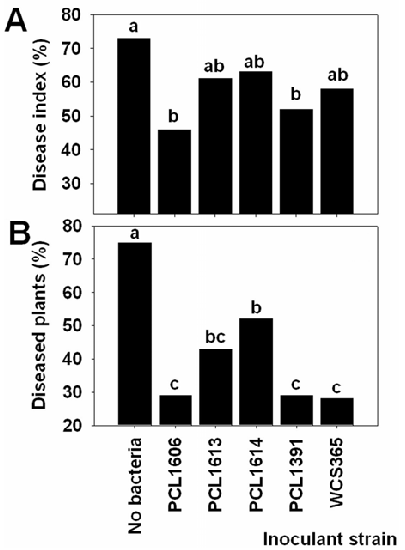 A
Disease index (%)
80
70
60
50
40
30
a
b
ab
ab
b
ab
B
Diseased plants (%)
80
70
60
50
40
30
20
a
c
bc
b
c
c
No bacteria
PCL1606
PCL1613
PCL1614
PCL1391
WCS365
Inoculant strain